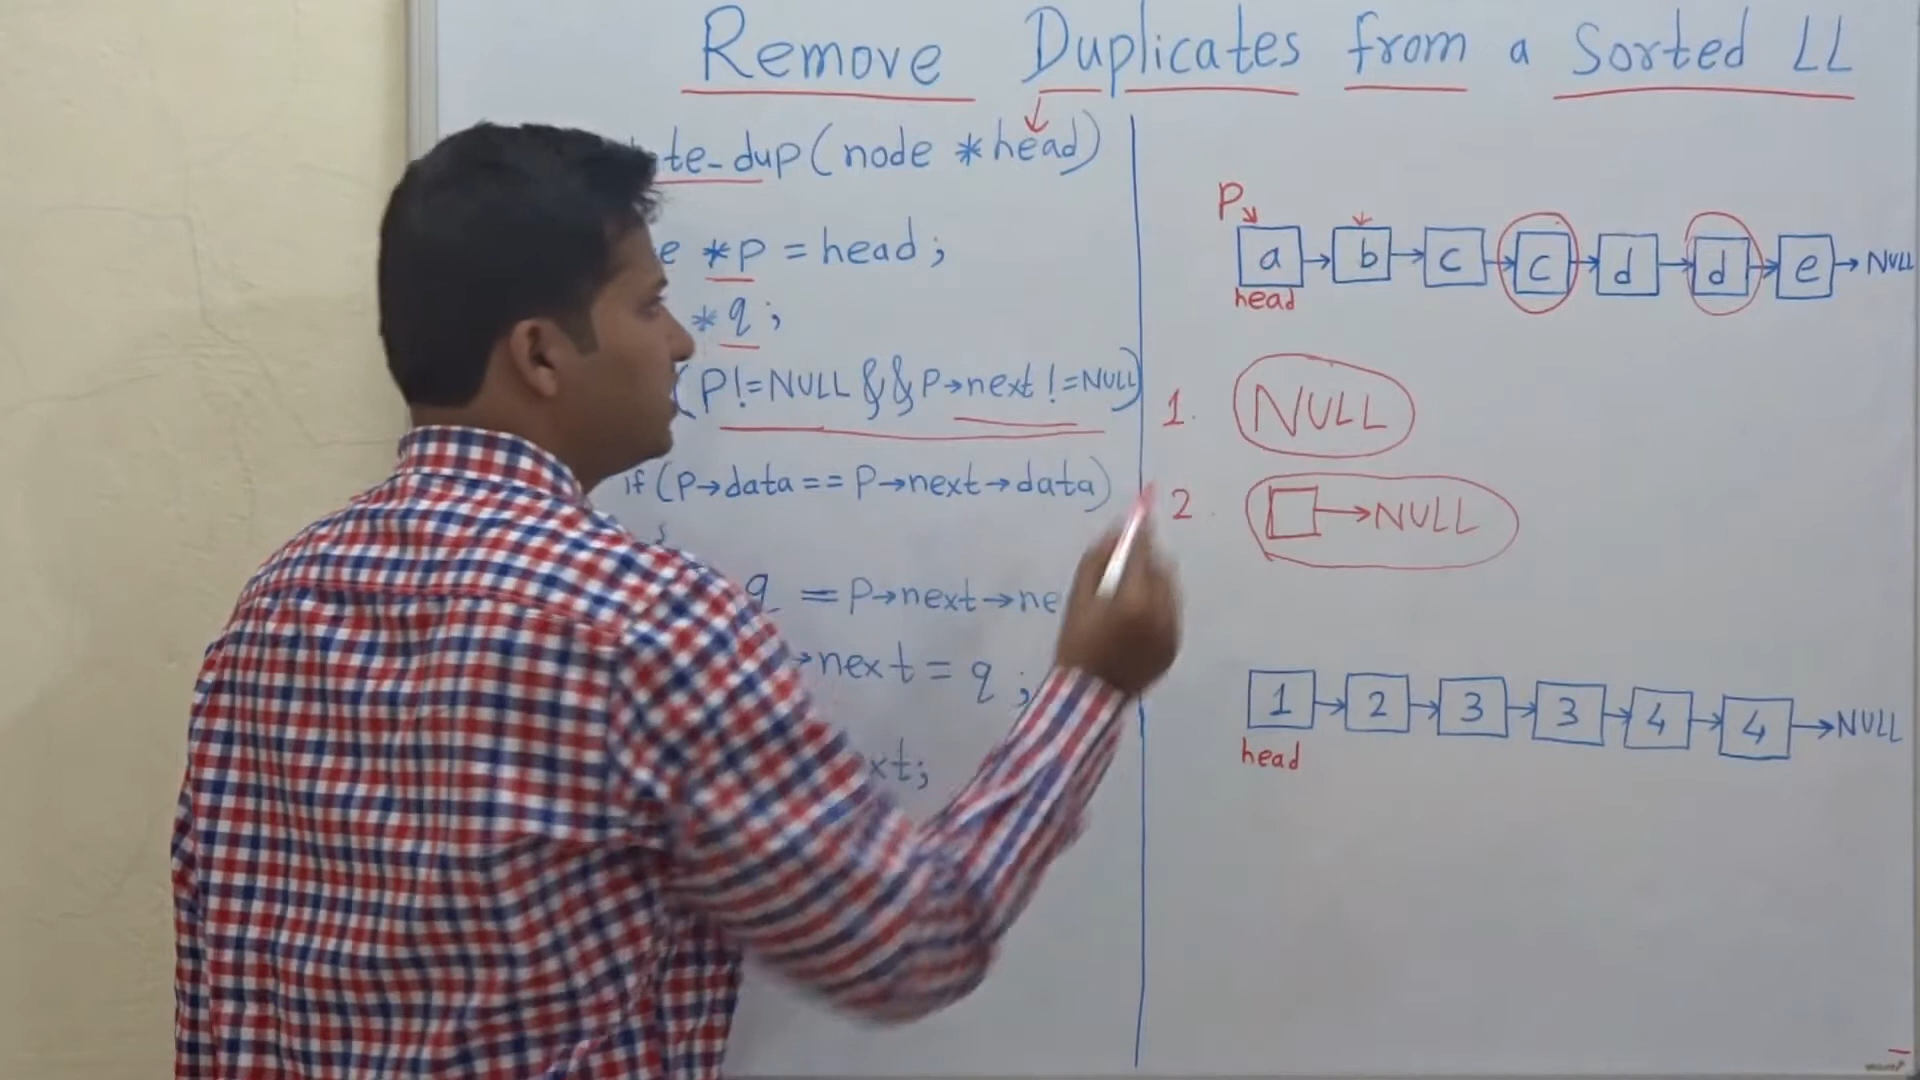 Remove Duplicates from a Sorted LL
te_dup(node *head)
e *p = head;
*q;
(P!=NULL && P→next!=NULL)
if(P→data==P→next→data)
{
q = P→next→ne
→next = q;
xt;
P
a→b→c→c→d→d→e→NULL
head
1. NULL
2. →NULL
1→2→3→3→4→4→NULL
head